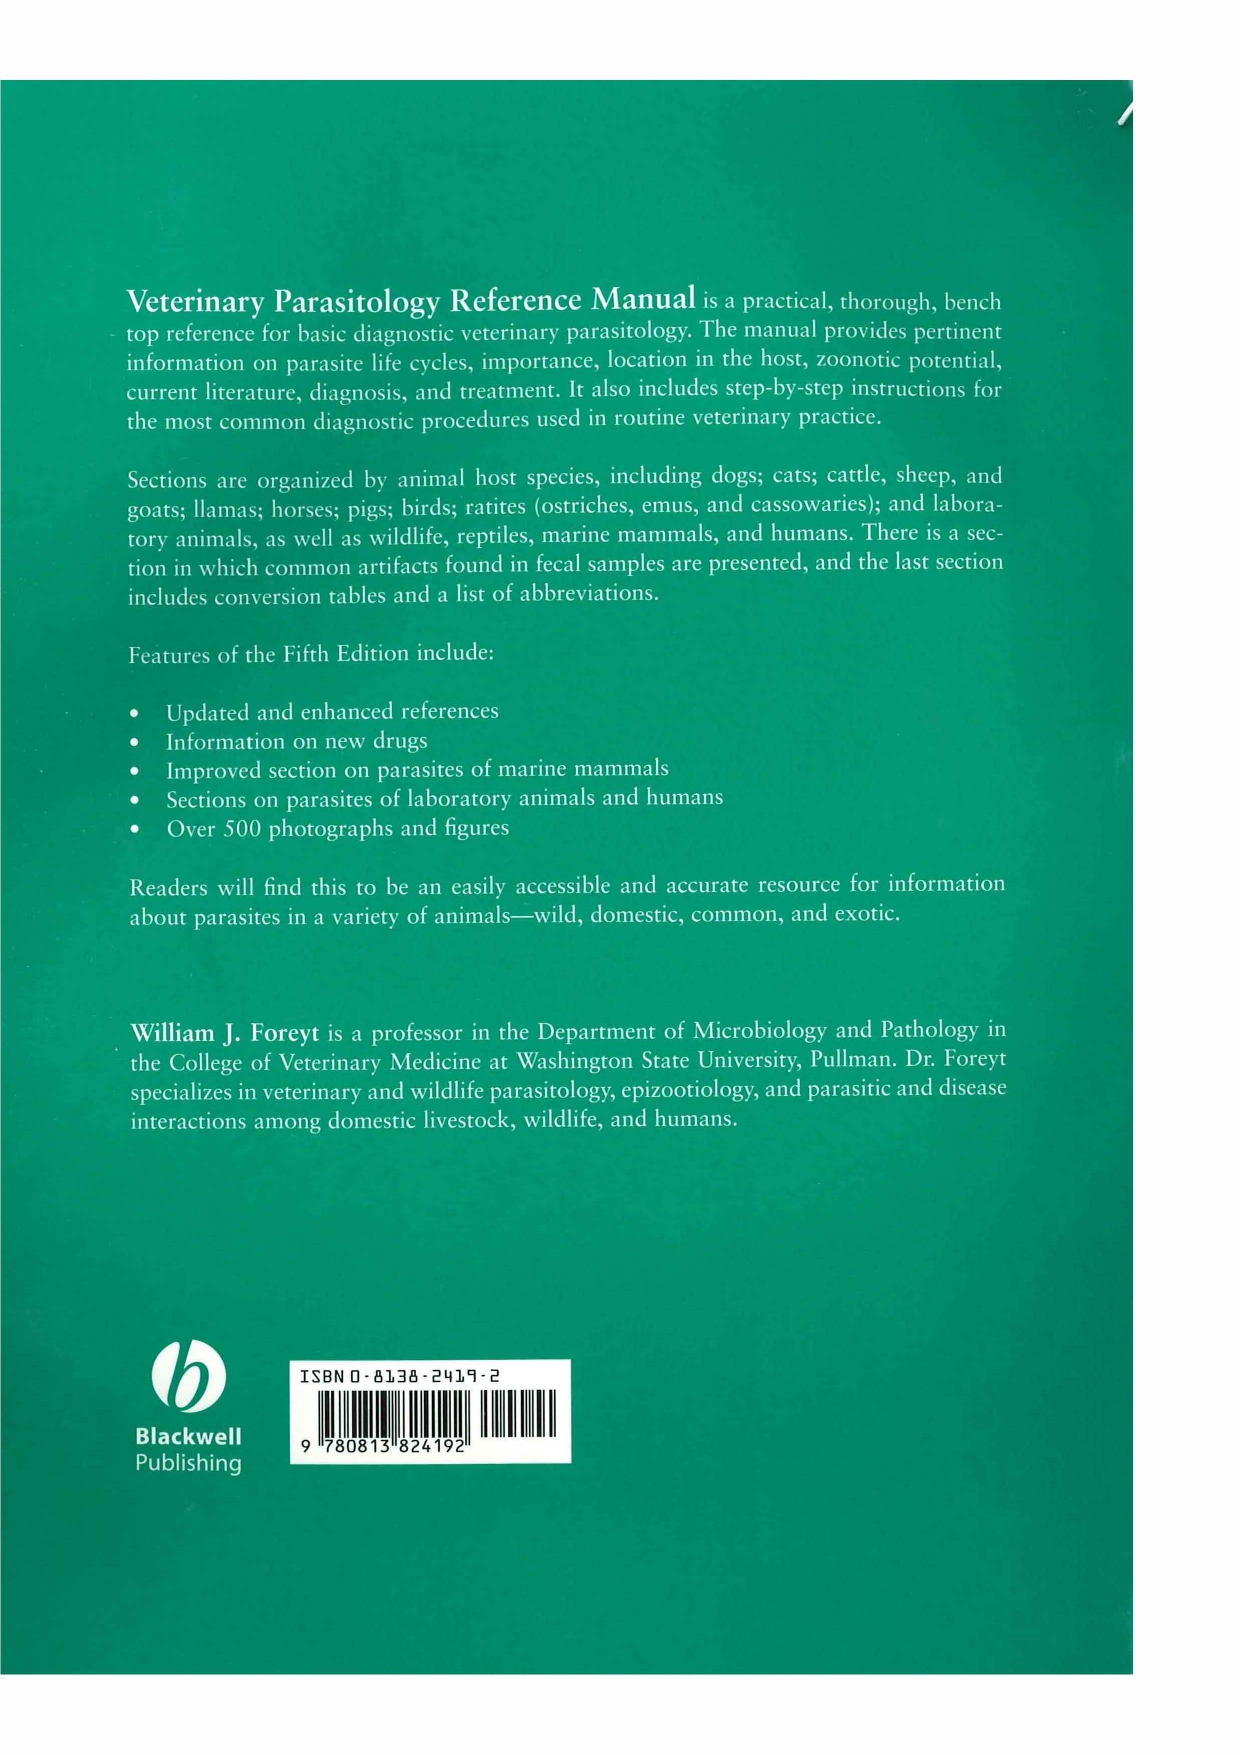 Veterinary Parasitology Reference Manual is a practical, thorough, bench
top reference for basic diagnostic veterinary parasitology. The manual provides pertinent
information on parasite life cycles, importance, location in the host, zoonotic potential,
current literature, diagnosis, and treatment. It also includes step-by-step instructions for
the most common diagnostic procedures used in routine veterinary practice.
Sections are organized by animal host species, including dogs; cats; cattle, sheep, and
goats; llamas; horses; pigs; birds; ratites (ostriches, emus, and cassowaries); and labora-
tory animals, as well as wildlife, reptiles, marine mammals, and humans. There is a sec-
tion in which common artifacts found in fecal samples are presented, and the last section
includes conversion tables and a list of abbreviations.
Features of the Fifth Edition include:
• Updated and enhanced references
• Information on new drugs
• Improved section on parasites of marine mammals
• Sections on parasites of laboratory animals and humans
• Over 500 photographs and figures
Readers will find this to be an easily accessible and accurate resource for information
about parasites in a variety of animals—wild, domestic, common, and exotic.
William J. Foreyt is a professor in the Department of Microbiology and Pathology in
the College of Veterinary Medicine at Washington State University, Pullman. Dr. Foreyt
specializes in veterinary and wildlife parasitology, epizootiology, and parasitic and disease
interactions among domestic livestock, wildlife, and humans.
b
Blackwell
Publishing
ISBN 0-8138-2419-2
9 780813 824192